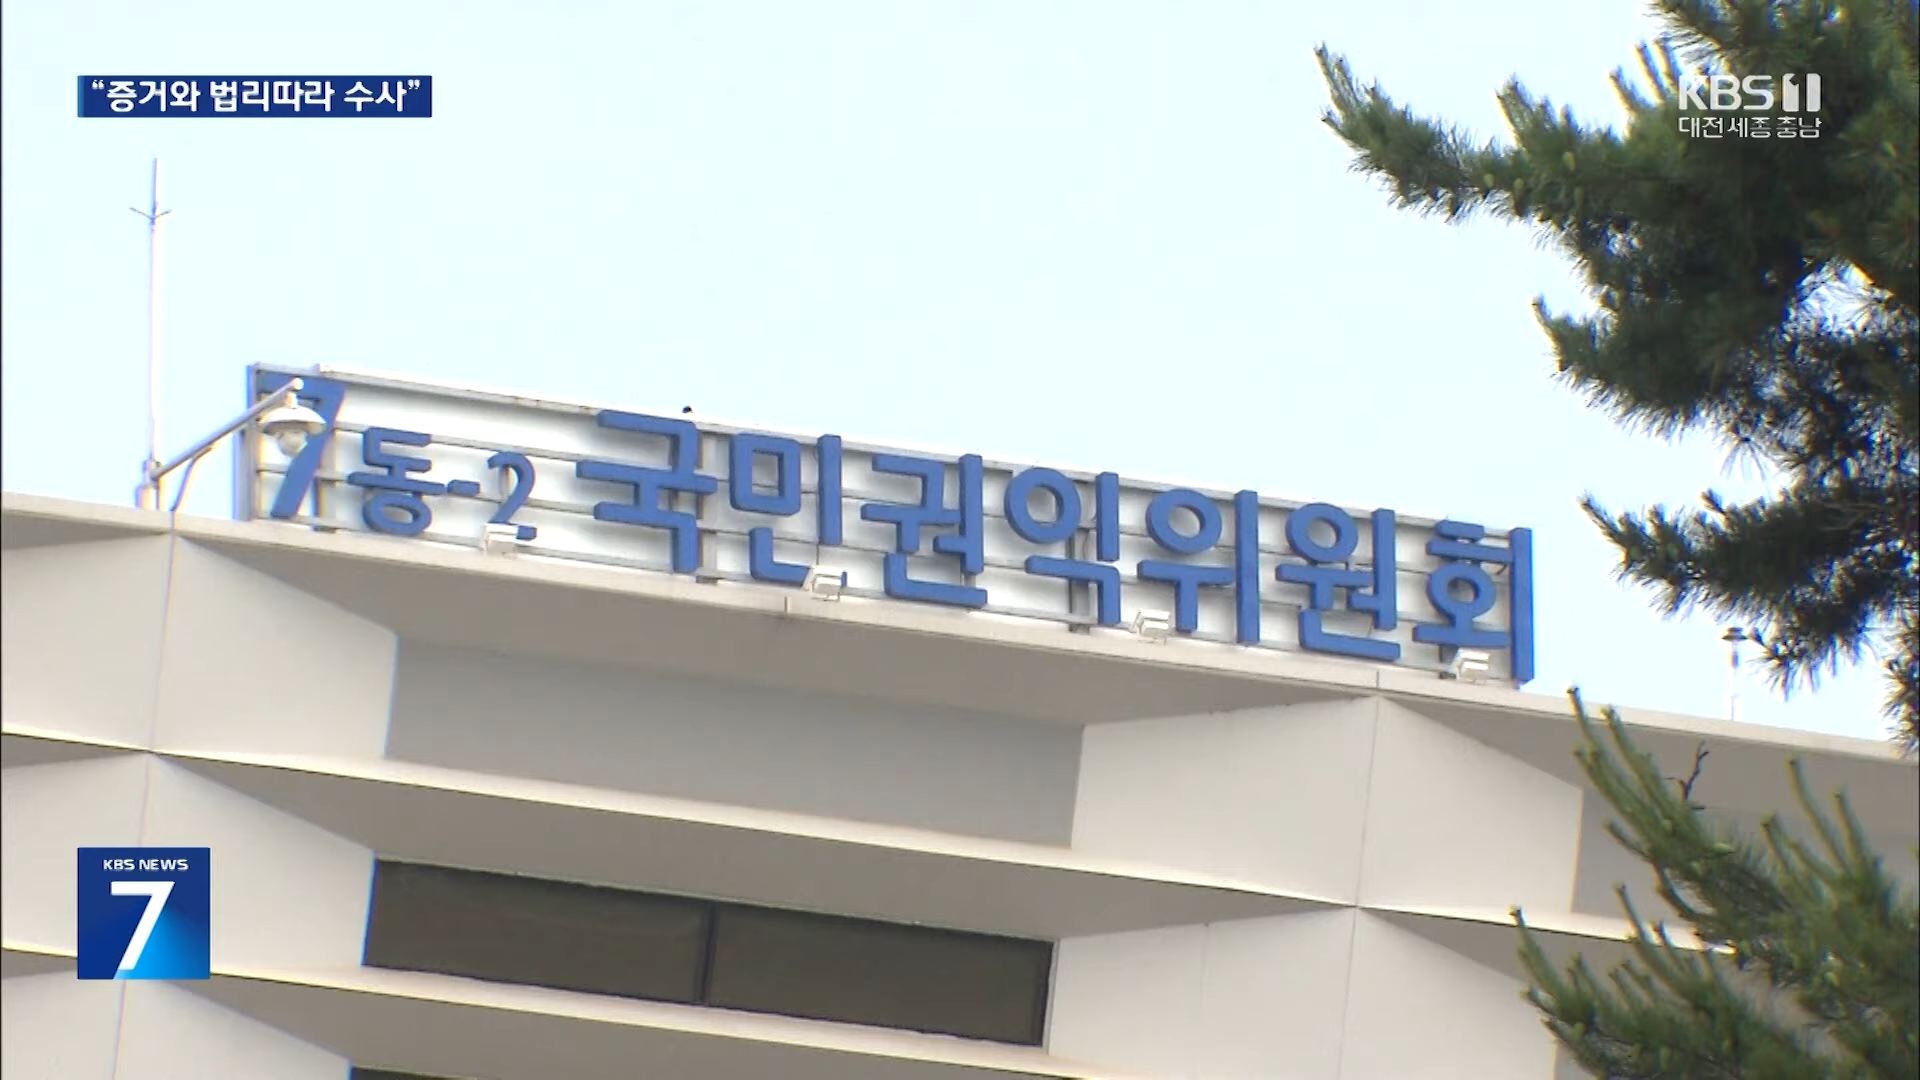 “증거와 법리따라 수사”
KBS 1
대전 세종 충남
7동-2 국민권익위원회
KBS NEWS
7